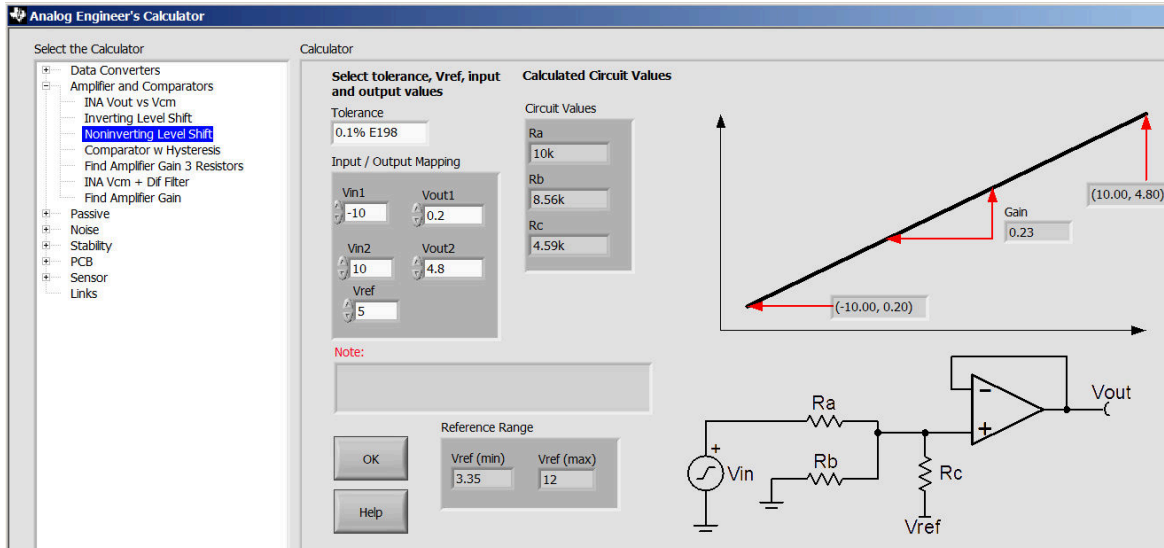 Analog Engineer's Calculator
Select the Calculator
Data Converters
Amplifier and Comparators
INA Vout vs Vcm
Inverting Level Shift
Noninverting Level Shift
Comparator w Hysteresis
Find Amplifier Gain 3 Resistors
INA Vcm + Dif Filter
Find Amplifier Gain
Passive
Noise
Stability
PCB
Sensor
Links
Calculator
Select tolerance, Vref, input
and output values
Tolerance
0.1% E198
Input / Output Mapping
Vin1 Vout1
-10 0.2
Vin2 Vout2
10 4.8
Vref
5
Calculated Circuit Values
Circuit Values
Ra
10k
Rb
8.56k
Rc
4.59k
Note:
OK
Help
Reference Range
Vref (min) Vref (max)
3.35 12
(10.00, 4.80)
Gain
0.23
(-10.00, 0.20)
Ra
Rb
Rc
+
Vin
Vref
-
+
Vout